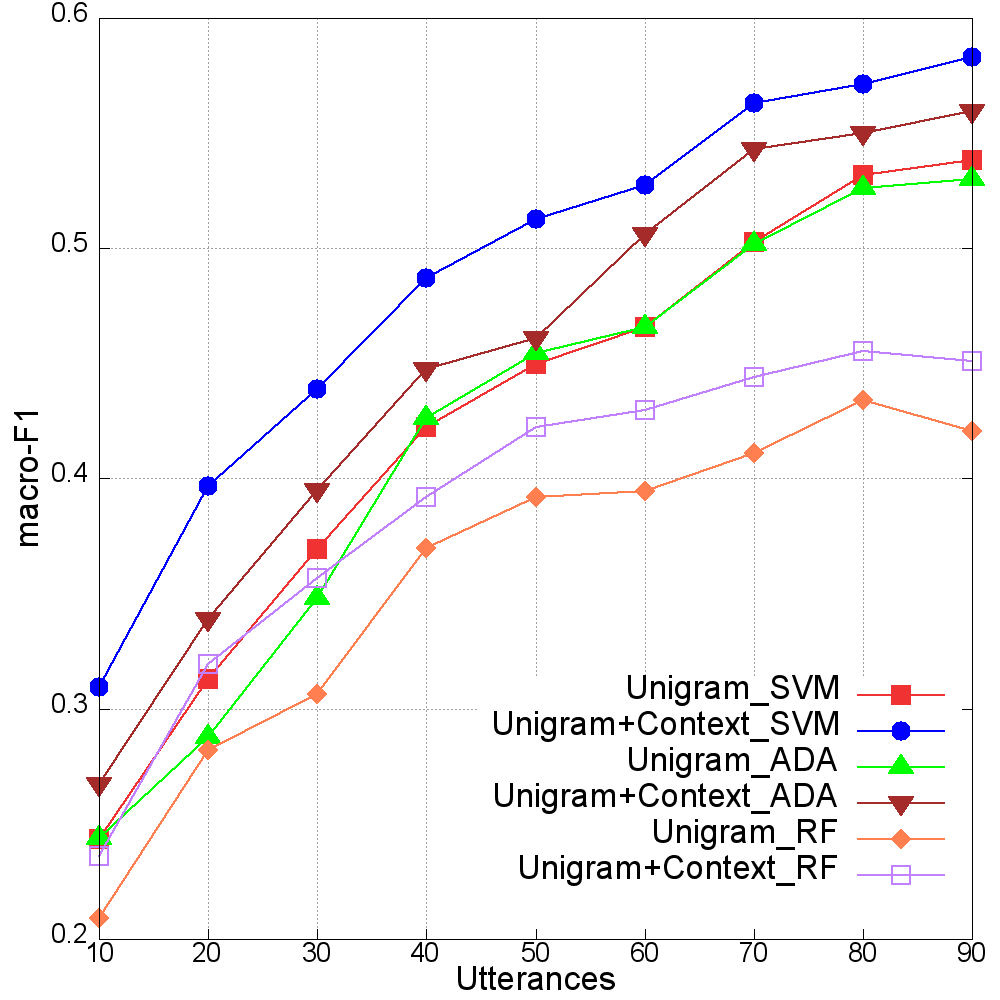 0.6
0.5
0.4
0.3
0.2
macro-F1
Unigram_SVM
Unigram+Context_SVM
Unigram_ADA
Unigram+Context_ADA
Unigram_RF
Unigram+Context_RF
10 20 30 40 50 60 70 80 90
Utterances